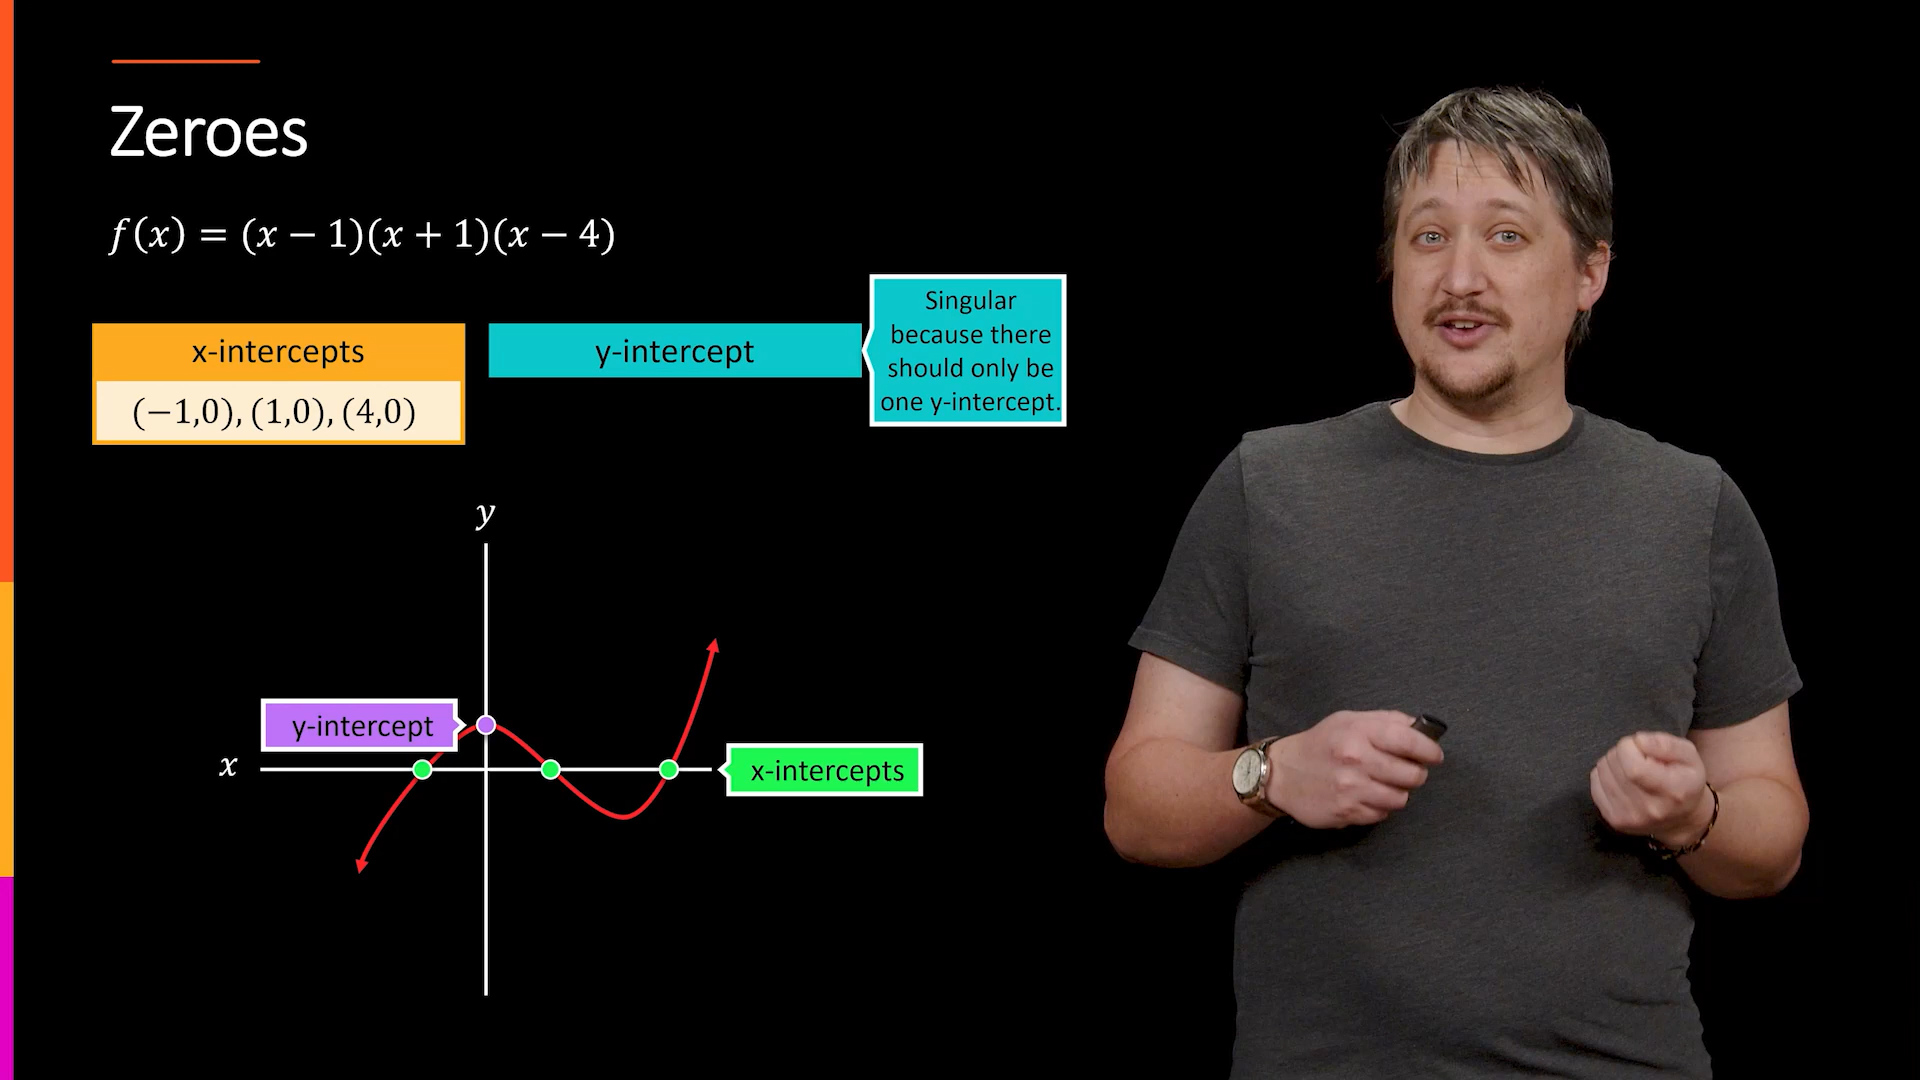 Zeroes
f(x) = (x − 1)(x + 1)(x − 4)
x-intercepts
(−1,0), (1,0), (4,0)
y-intercept
Singular
because there
should only be
one y-intercept.
y
y-intercept
x
x-intercepts